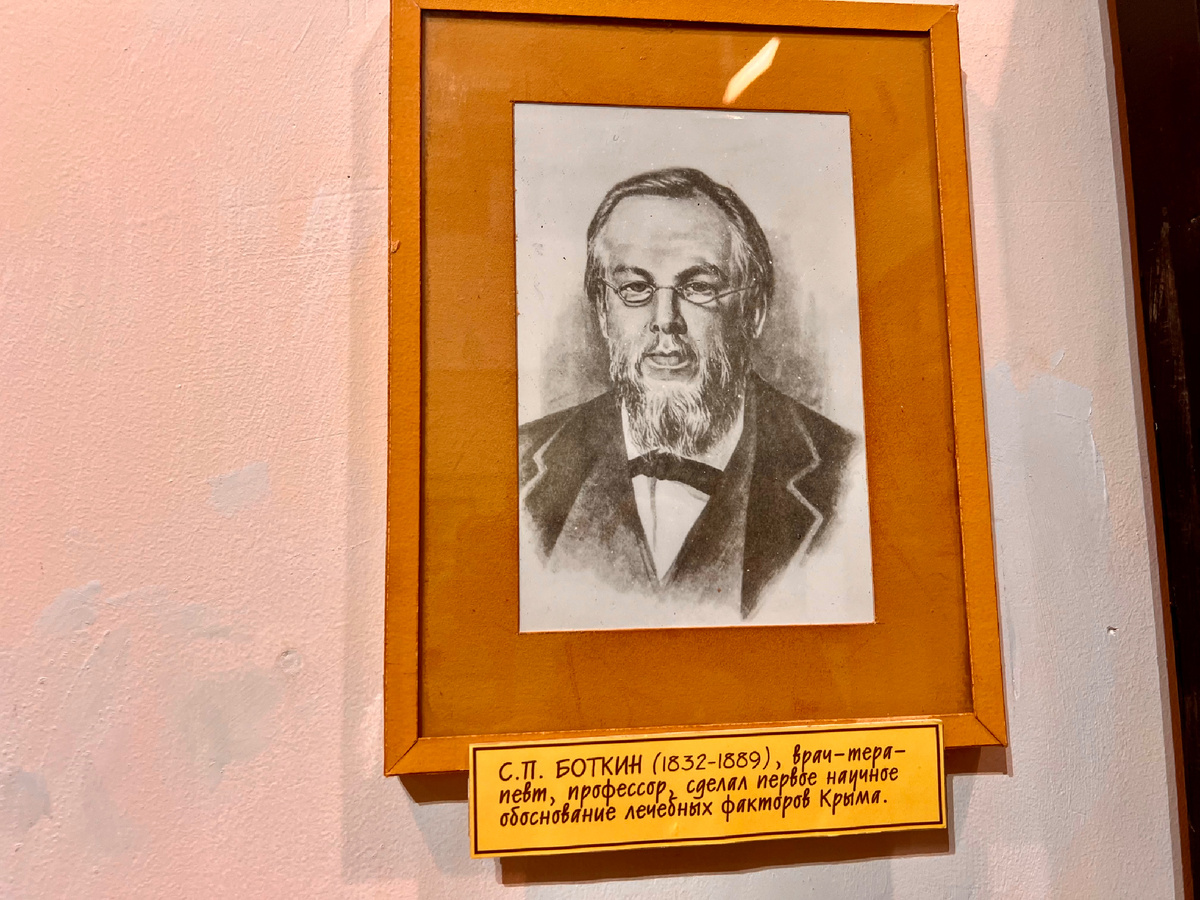 С.П. БОТКИН (1832-1889), врач-тера-
певт, профессор, сделал первое научное
обоснование лечебных факторов Крыма.